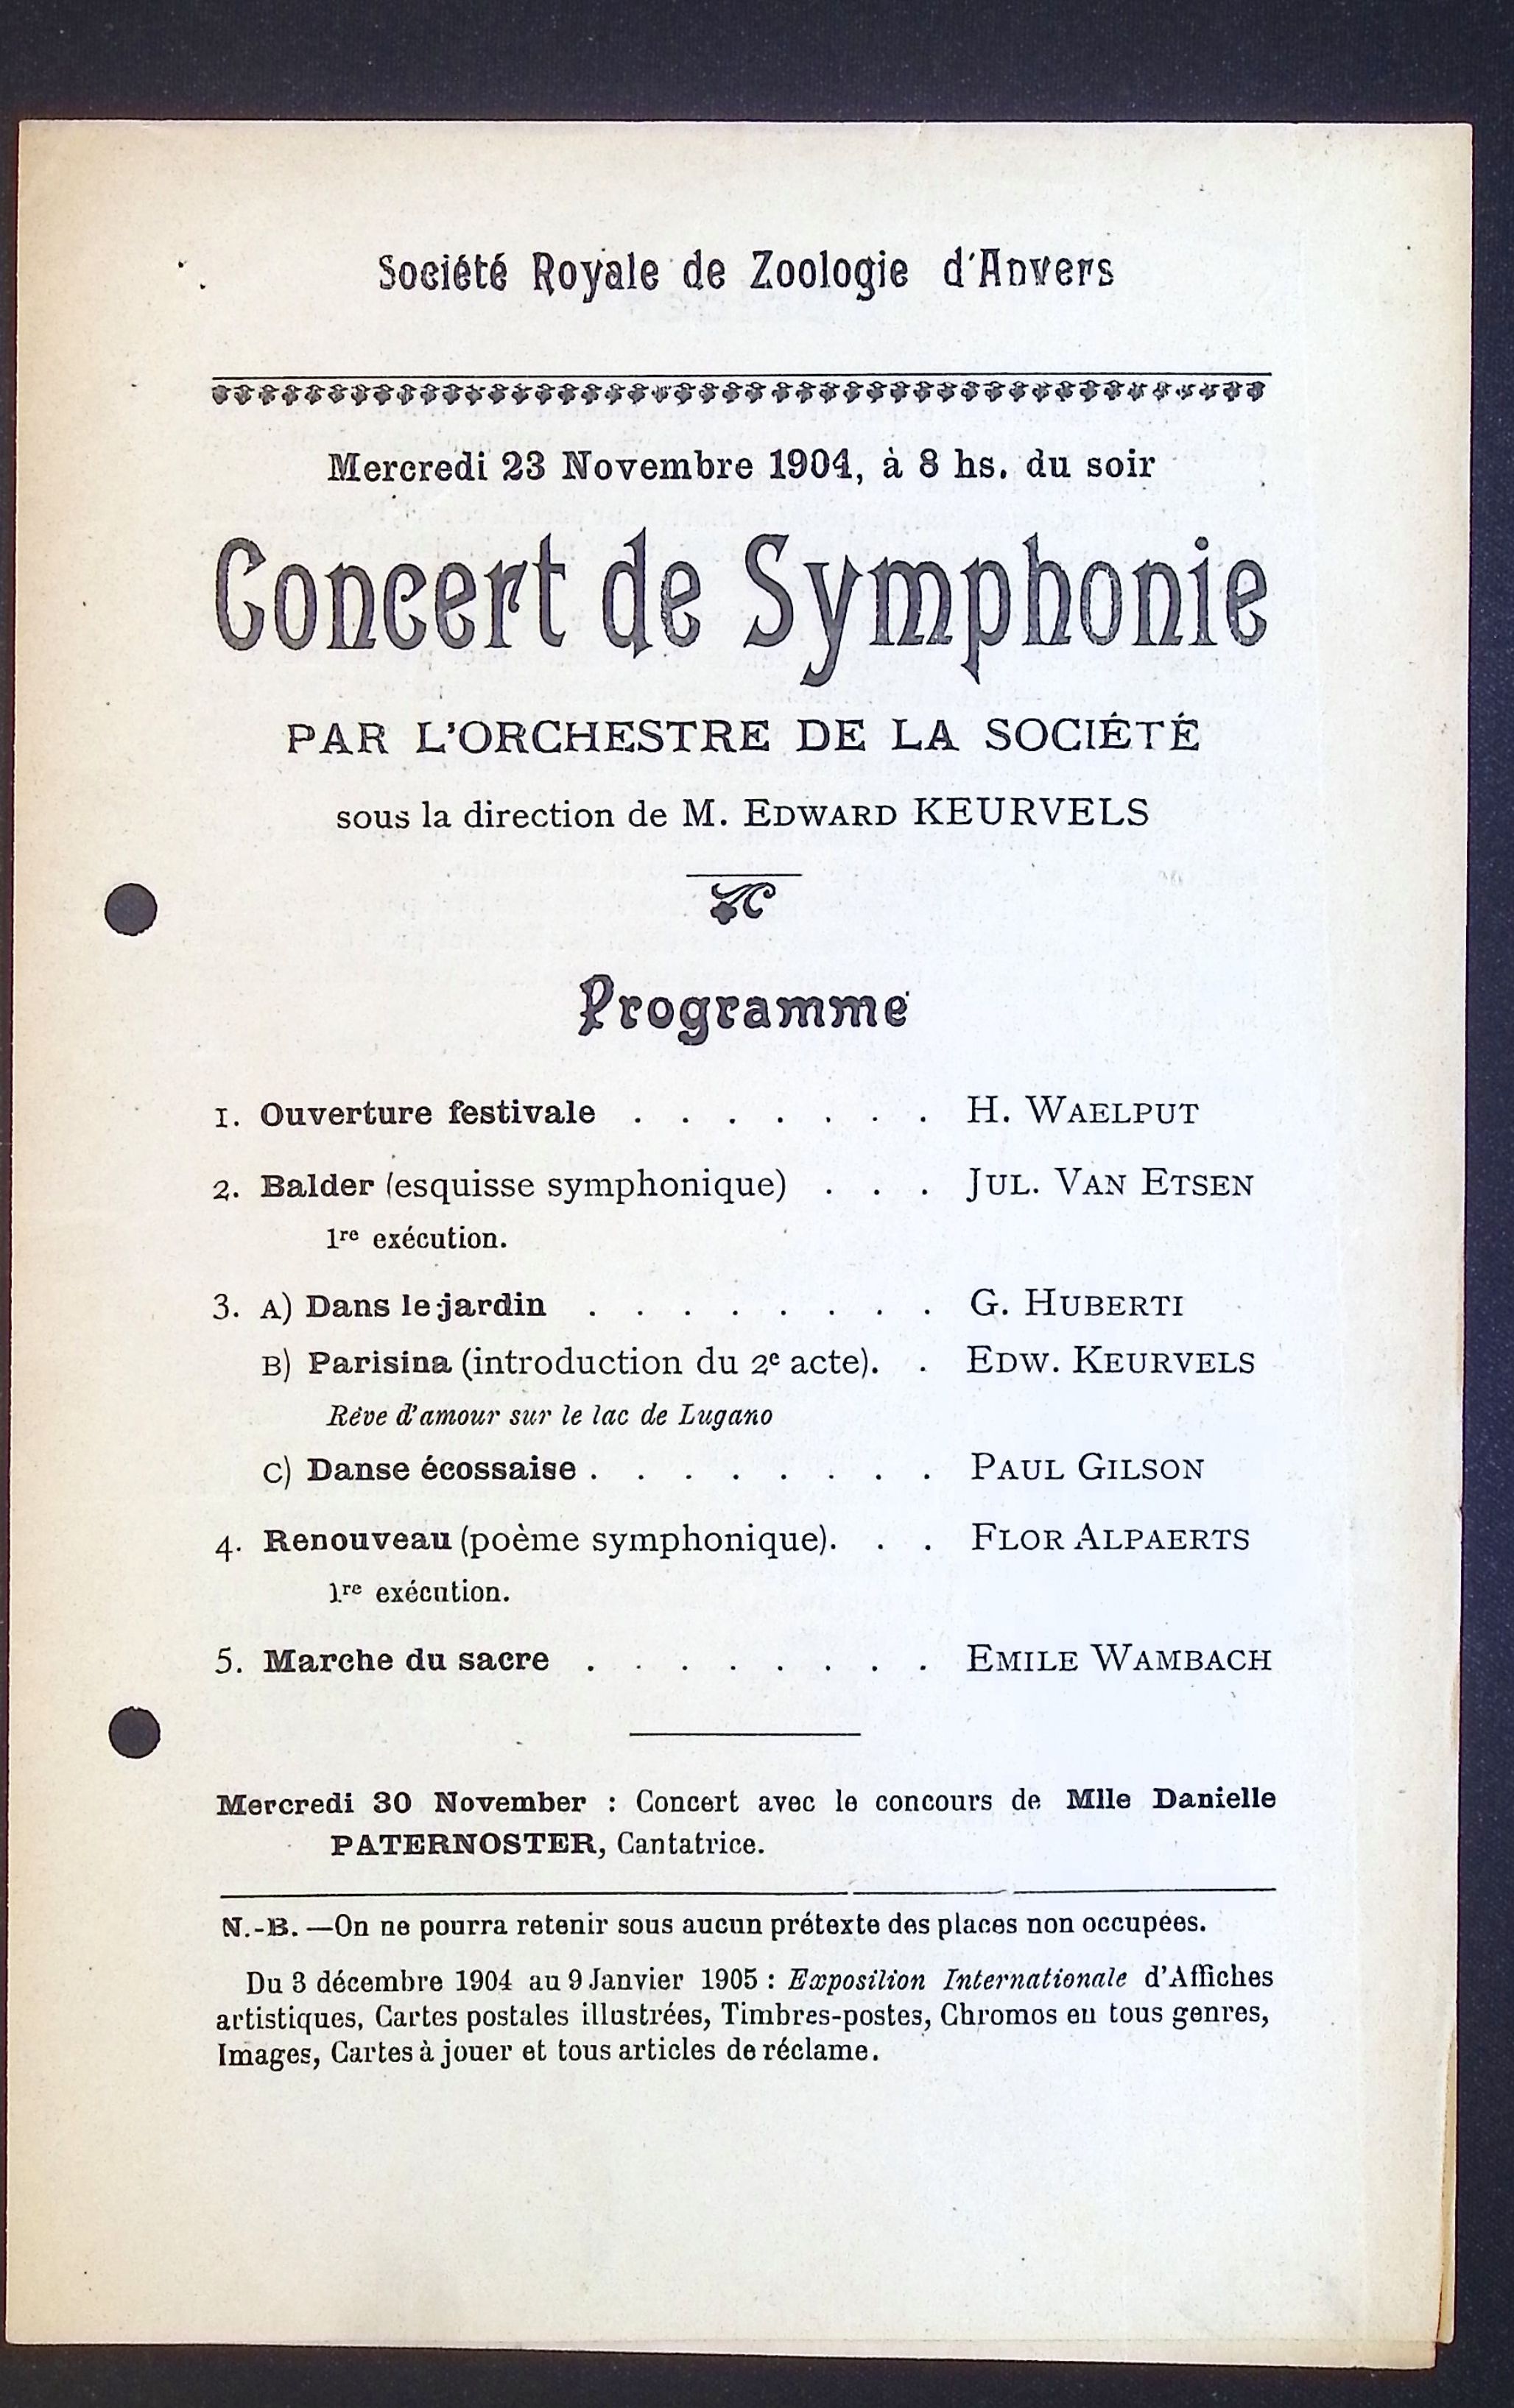 Société Royale de Zoologie d'Anvers
Mercredi 23 Novembre 1904, à 8 hs. du soir
Concert de Symphonie
PAR L'ORCHESTRE DE LA SOCIÉTÉ
sous la direction de M. EDWARD KEURVELS
Programme
1. Ouverture festivale . . . . . . . H. WAELPUT
2. Balder (esquisse symphonique) . . . JUL. VAN ETSEN
1re exécution.
3. A) Dans le jardin . . . . . . . . G. HUBERTI
B) Parisina (introduction du 2e acte). . EDW. KEURVELS
Rêve d'amour sur le lac de Lugano
C) Danse écossaise . . . . . . . . PAUL GILSON
4. Renouveau (poème symphonique). . . FLOR ALPAERTS
1re exécution.
5. Marche du sacre . . . . . . . . EMILE WAMBACH
Mercredi 30 November : Concert avec le concours de Mlle Danielle
PATERNOSTER, Cantatrice.
N.-B. —On ne pourra retenir sous aucun prétexte des places non occupées.
Du 3 décembre 1904 au 9 Janvier 1905 : Exposilion Internationale d'Affiches
artistiques, Cartes postales illustrées, Timbres-postes, Chromos en tous genres,
Images, Cartes à jouer et tous articles de réclame.